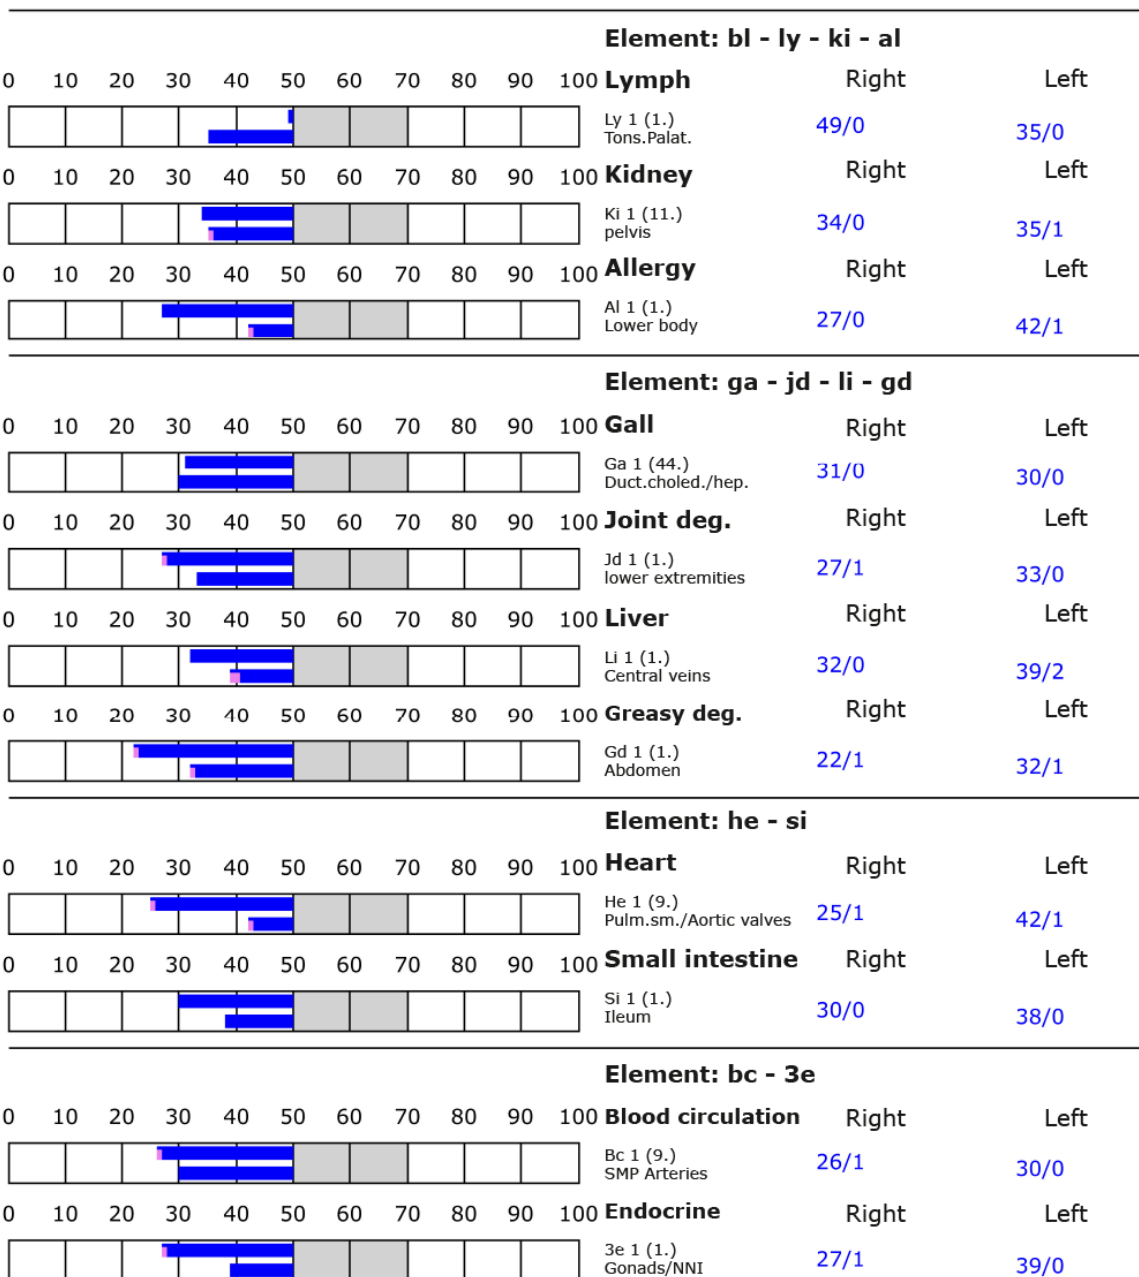 Element: bl - ly - ki - al
0 10 20 30 40 50 60 70 80 90 100 Lymph Right Left
Ly 1 (1.) 49/0 35/0
Tons.Palat.
0 10 20 30 40 50 60 70 80 90 100 Kidney Right Left
Ki 1 (11.) 34/0 35/1
pelvis
0 10 20 30 40 50 60 70 80 90 100 Allergy Right Left
Al 1 (1.) 27/0 42/1
Lower body
Element: ga - jd - li - gd
0 10 20 30 40 50 60 70 80 90 100 Gall Right Left
Ga 1 (44.) 31/0 30/0
Duct.choled./hep.
0 10 20 30 40 50 60 70 80 90 100 Joint deg. Right Left
Jd 1 (1.) 27/1 33/0
lower extremities
0 10 20 30 40 50 60 70 80 90 100 Liver Right Left
Li 1 (1.) 32/0 39/2
Central veins
0 10 20 30 40 50 60 70 80 90 100 Greasy deg. Right Left
Gd 1 (1.) 22/1 32/1
Abdomen
Element: he - si
0 10 20 30 40 50 60 70 80 90 100 Heart Right Left
He 1 (9.) 25/1 42/1
Pulm.sm./Aortic valves
0 10 20 30 40 50 60 70 80 90 100 Small intestine Right Left
Si 1 (1.) 30/0 38/0
Ileum
Element: bc - 3e
0 10 20 30 40 50 60 70 80 90 100 Blood circulation Right Left
Bc 1 (9.) 26/1 30/0
SMP Arteries
0 10 20 30 40 50 60 70 80 90 100 Endocrine Right Left
3e 1 (1.) 27/1 39/0
Gonads/NNI